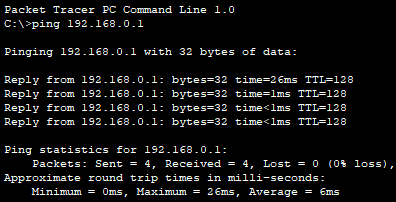 Packet Tracer PC Command Line 1.0
C:\>ping 192.168.0.1
Pinging 192.168.0.1 with 32 bytes of data:
Reply from 192.168.0.1: bytes=32 time=26ms TTL=128
Reply from 192.168.0.1: bytes=32 time=1ms TTL=128
Reply from 192.168.0.1: bytes=32 time<1ms TTL=128
Reply from 192.168.0.1: bytes=32 time<1ms TTL=128
Ping statistics for 192.168.0.1:
Packets: Sent = 4, Received = 4, Lost = 0 (0% loss),
Approximate round trip times in milli-seconds:
Minimum = 0ms, Maximum = 26ms, Average = 6ms